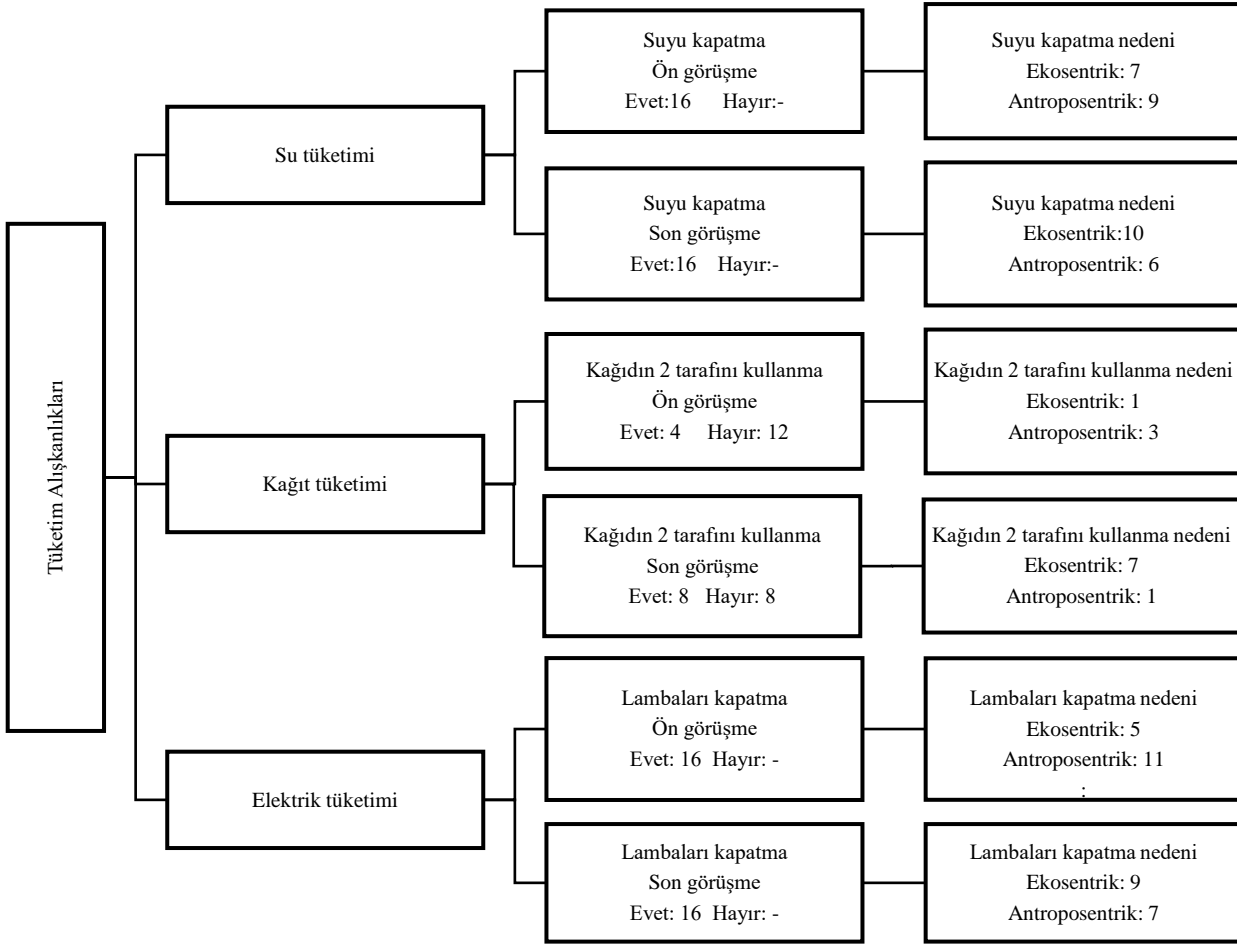 Tüketim Alışkanlıkları
Su tüketimi
Suyu kapatma
Ön görüşme
Evet:16 Hayır:-
Suyu kapatma nedeni
Ekosentrik: 7
Antroposentrik: 9
Suyu kapatma
Son görüşme
Evet:16 Hayır:-
Suyu kapatma nedeni
Ekosentrik:10
Antroposentrik: 6
Kağıt tüketimi
Kağıdın 2 tarafını kullanma
Ön görüşme
Evet: 4 Hayır: 12
Kağıdın 2 tarafını kullanma nedeni
Ekosentrik: 1
Antroposentrik: 3
Kağıdın 2 tarafını kullanma
Son görüşme
Evet: 8 Hayır: 8
Kağıdın 2 tarafını kullanma nedeni
Ekosentrik: 7
Antroposentrik: 1
Elektrik tüketimi
Lambaları kapatma
Ön görüşme
Evet: 16 Hayır: -
Lambaları kapatma nedeni
Ekosentrik: 5
Antroposentrik: 11
:
Lambaları kapatma
Son görüşme
Evet: 16 Hayır: -
Lambaları kapatma nedeni
Ekosentrik: 9
Antroposentrik: 7